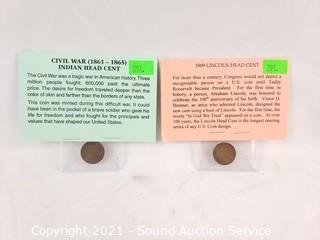 CIVIL WAR (1861 – 1865)
INDIAN HEAD CENT
201.
The Civil War was a tragic war in American history. Three
million people fought; 600,000 paid the ultimate
price. The desire for freedom traveled deeper than the
color of skin and farther than the borders of any state.
This coin was minted during this difficult war. It could
have been in the pocket of a brave soldier who gave his
life for freedom and who fought for the principals and
values that have shaped our United States.
1909 LINCOLN HEAD CENT
201.
For more than a century, Congress would not depict a
recognizable person on a U.S. coin until Teddy
Roosevelt became President. For the first time in
history, a person, Abraham Lincoln, was honored to
celebrate the 100th anniversary of his birth. Victor D.
Brenner, an artist who admired Lincoln, designed the
new cent using a bust of Lincoln. For the first time, the
words "In God We Trust" appeared on a coin. At over
100 years, the Lincoln Head Cent is the longest running
series of any U.S. Coin design.
Copyright 2021 - Sound Auction Service